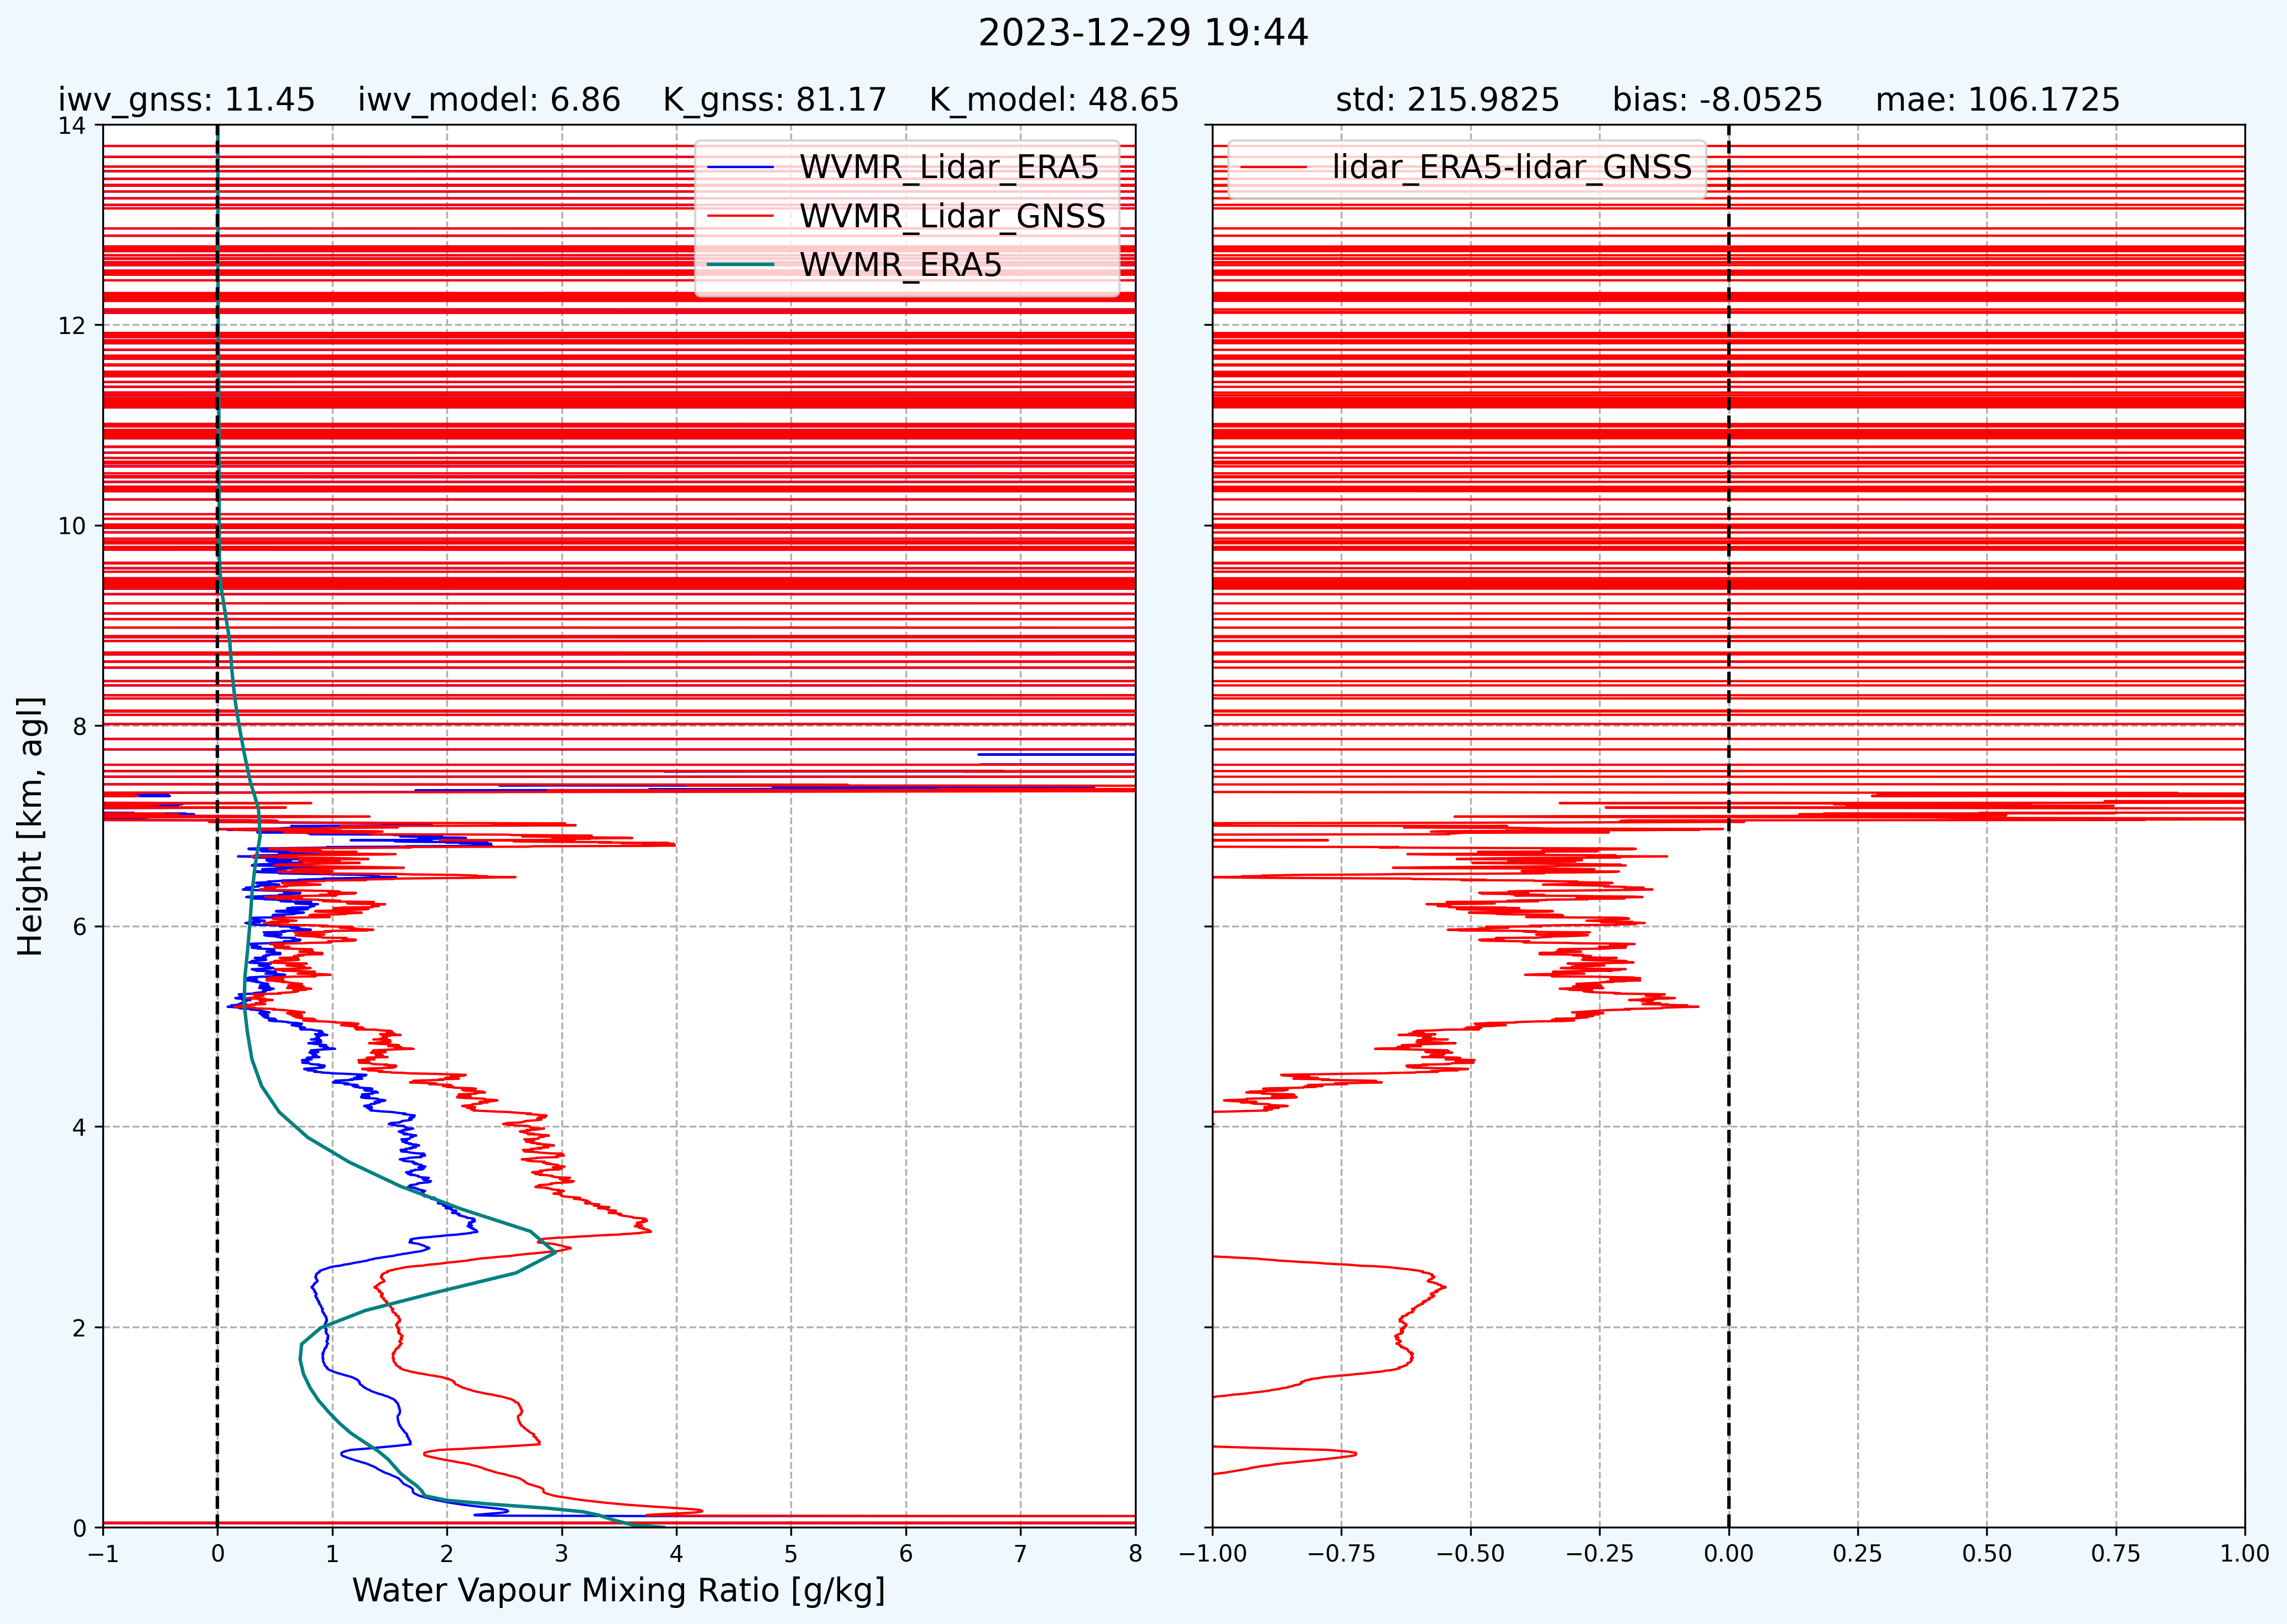 2023-12-29 19:44
iwv_gnss: 11.45 iwv_model: 6.86 K_gnss: 81.17 K_model: 48.65
std: 215.9825 bias: -8.0525 mae: 106.1725
WVMR_Lidar_ERA5
WVMR_Lidar_GNSS
WVMR_ERA5
lidar_ERA5-lidar_GNSS
Height [km, agl]
14
12
10
8
6
4
2
0
−1 0 1 2 3 4 5 6 7 8
Water Vapour Mixing Ratio [g/kg]
−1.00 −0.75 −0.50 −0.25 0.00 0.25 0.50 0.75 1.00